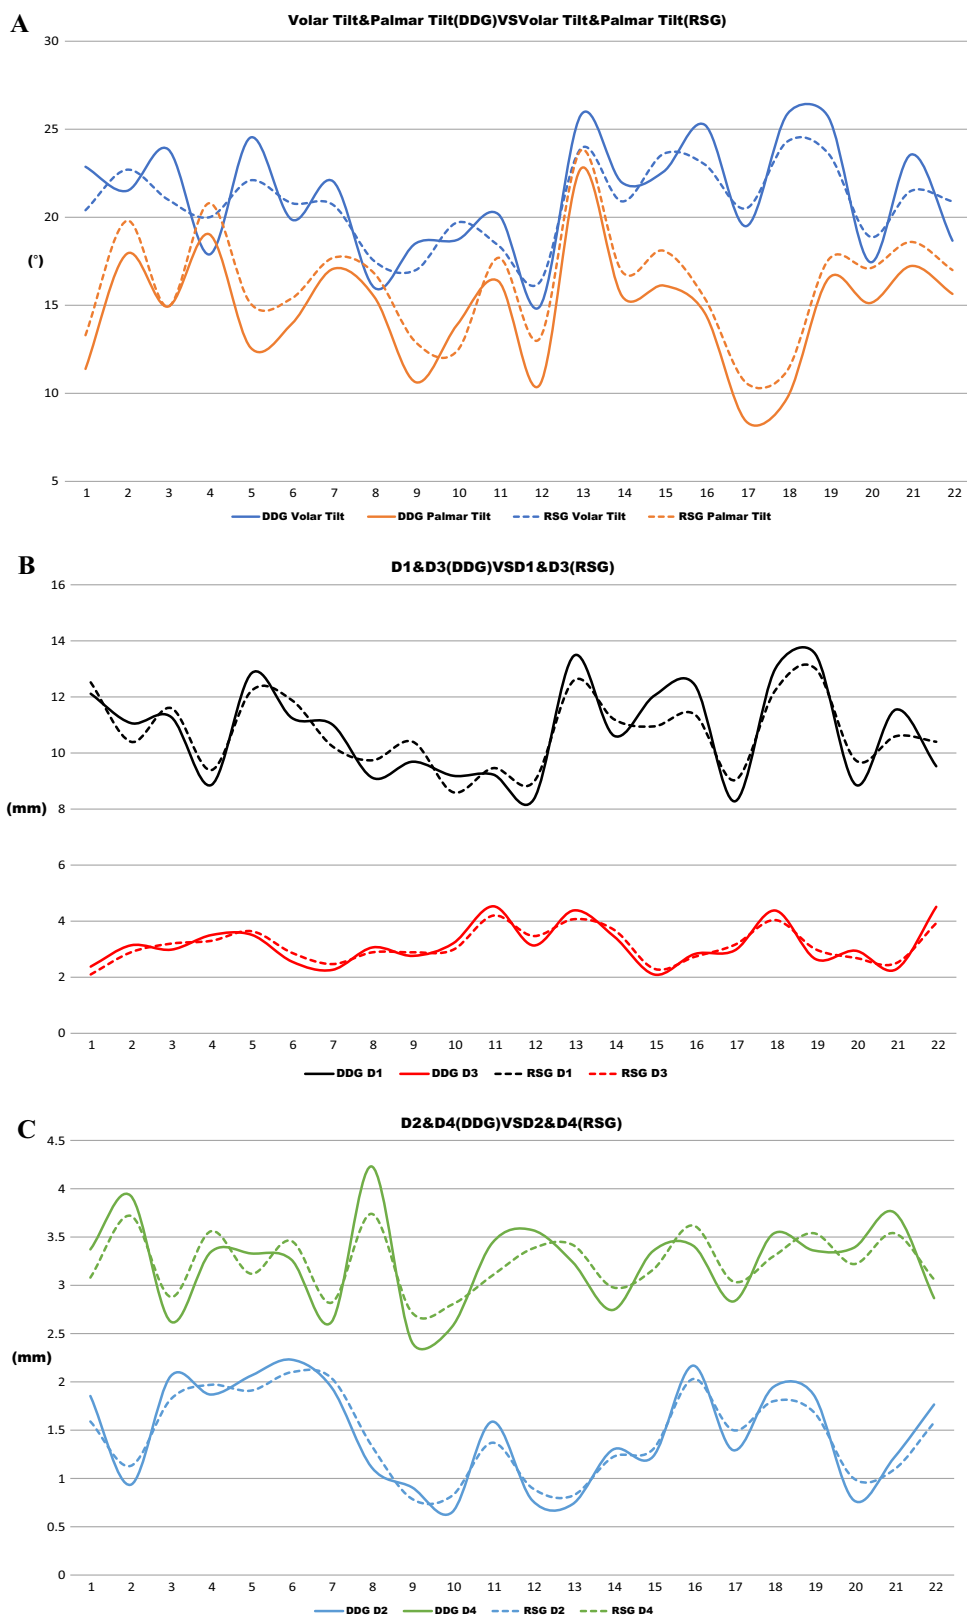 A
Volar Tilt&Palmar Tilt(DDG)VSVolar Tilt&Palmar Tilt(RSG)
30
25
20
(°)
15
10
5
1 2 3 4 5 6 7 8 9 10 11 12 13 14 15 16 17 18 19 20 21 22
DDG Volar Tilt DDG Palmar Tilt RSG Volar Tilt RSG Palmar Tilt
B
D1&D3(DDG)VSD1&D3(RSG)
16
14
12
10
(mm)
8
6
4
2
0
1 2 3 4 5 6 7 8 9 10 11 12 13 14 15 16 17 18 19 20 21 22
DDG D1 DDG D3 RSG D1 RSG D3
C
D2&D4(DDG)VSD2&D4(RSG)
4.5
4
3.5
3
2.5
(mm)
2
1.5
1
0.5
0
1 2 3 4 5 6 7 8 9 10 11 12 13 14 15 16 17 18 19 20 21 22
DDG D2 DDG D4 RSG D2 RSG D4